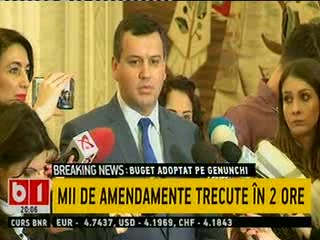 BREAKING NEWS : BUGET ADOPTAT PE GENUNCHI
B1 MII DE AMENDAMENTE TRECUTE ÎN 2 ORE
20:06 CURS BNR EUR - 4.7437, USD - 4.1969, CHF - 4.1843